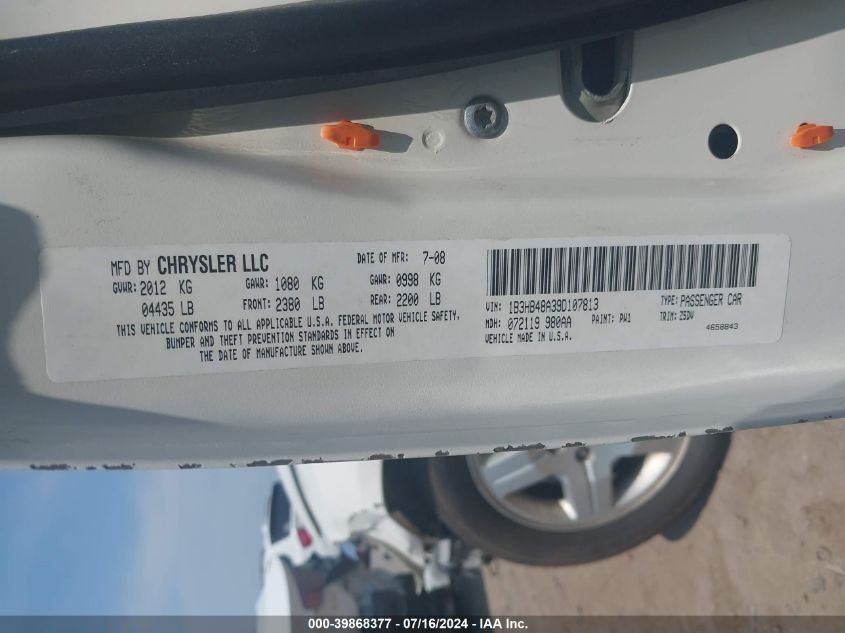 MFD BY CHRYSLER LLC DATE OF MFR: 7-08
GVWR: 2012 KG GAWR: 1080 KG GAWR: 0998 KG
04435 LB FRONT: 2380 LB REAR: 2200 LB
THIS VEHICLE CONFORMS TO ALL APPLICABLE U.S.A. FEDERAL MOTOR VEHICLE SAFETY,
BUMPER AND THEFT PREVENTION STANDARDS IN EFFECT ON
THE DATE OF MANUFACTURE SHOWN ABOVE.
VIN: 1B3HB48A39D107813 TYPE: PASSENGER CAR
MDH: 072119 980AA PAINT: PW1 TRIM: Z5DV
VEHICLE MADE IN U.S.A. 4658843
000-39868377 - 07/16/2024 - IAA, Inc.